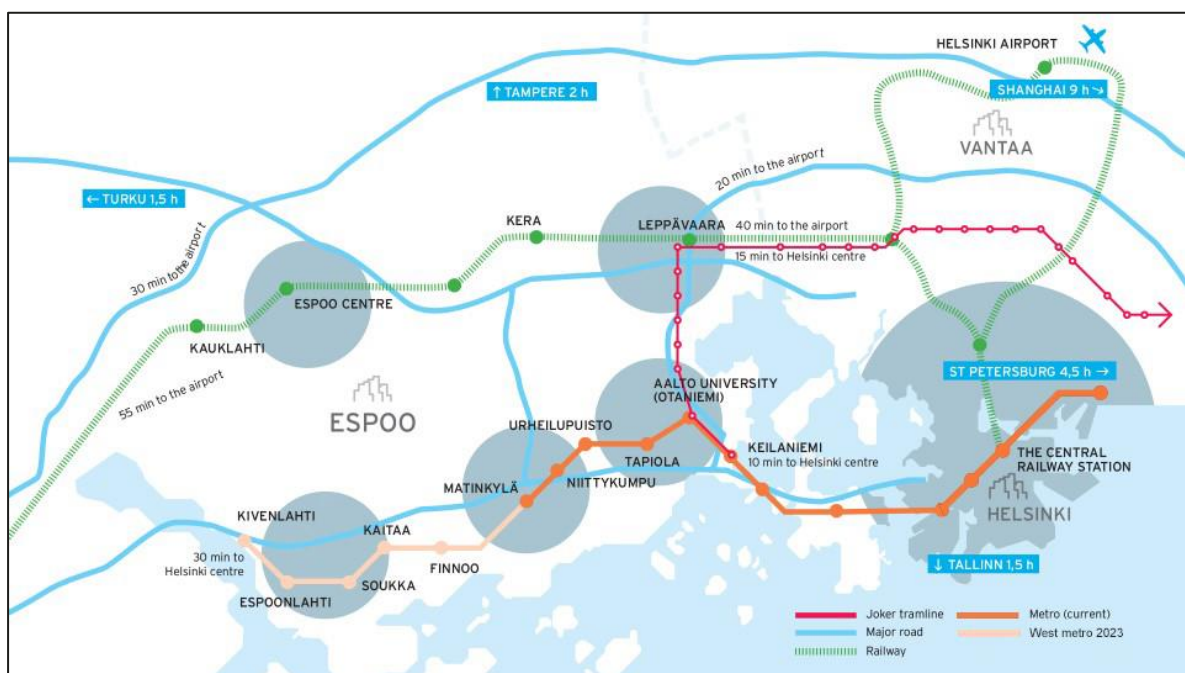 HELSINKI AIRPORT
↑ TAMPERE 2 h
SHANGHAI 9 h →
VANTAA
20 min to the airport
← TURKU 1,5 h
KERA
LEPPÄVAARA
40 min to the airport
15 min to Helsinki centre
30 min to the airport
ESPOO CENTRE
KAUKLAHTI
55 min to the airport
ESPOO
ST PETERSBURG 4,5 h →
AALTO UNIVERSITY
(OTANIEMI)
URHEILUPUISTO
TAPIOLA
KEILANIEMI
10 min to Helsinki centre
THE CENTRAL
RAILWAY STATION
MATINKYLÄ
NIITTYKUMPU
HELSINKI
KIVENLAHTI
KAITAA
30 min to
Helsinki centre
FINNOO
SOUKKA
ESPOONLAHTI
↓ TALLINN 1,5 h
Joker tramline
Metro (current)
Major road
West metro 2023
Railway